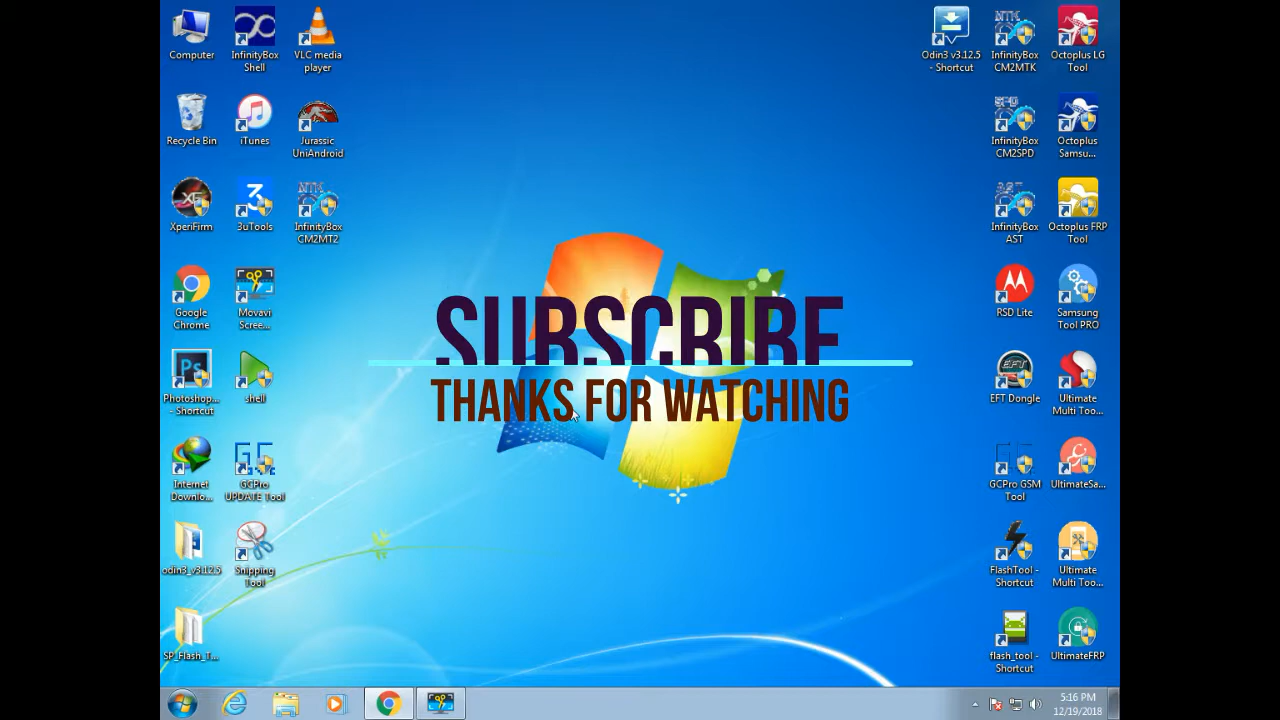 Computer
InfinityBox
Shell
VLC media
player
Recycle Bin
iTunes
Jurassic
UniAndroid
XperiFirm
3uTools
InfinityBox
CM2MT2
Google
Chrome
Movavi
Scree...
Photoshop...
- Shortcut
shell
Internet
Downlo...
GCPro
UPDATE Tool
odin3_v3.12.5
Snipping
Tool
SP_Flash_T...
SUBSCRIBE
THANKS FOR WATCHING
Odin3 v3.12.5
- Shortcut
InfinityBox
CM2MTK
Octoplus LG
Tool
InfinityBox
CM2SPD
Octoplus
Samsu...
InfinityBox
AST
Octoplus FRP
Tool
RSD Lite
Samsung
Tool PRO
EFT Dongle
Ultimate
Multi Too...
GCPro GSM
Tool
UltimateSa...
FlashTool -
Shortcut
Ultimate
Multi Too...
flash_tool -
Shortcut
UltimateFRP
5:16 PM
12/19/2018